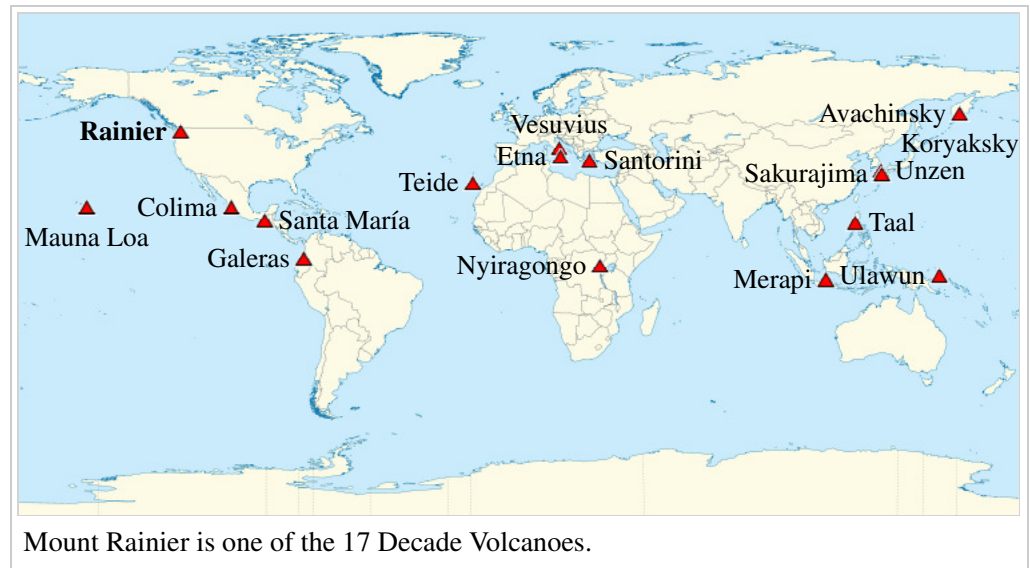 Avachinsky
Vesuvius
Rainier
Koryaksky
Etna
Santorini
Sakurajima
Unzen
Teide
Colima
Santa María
Taal
Mauna Loa
Galeras
Nyiragongo
Merapi
Ulawun
Mount Rainier is one of the 17 Decade Volcanoes.